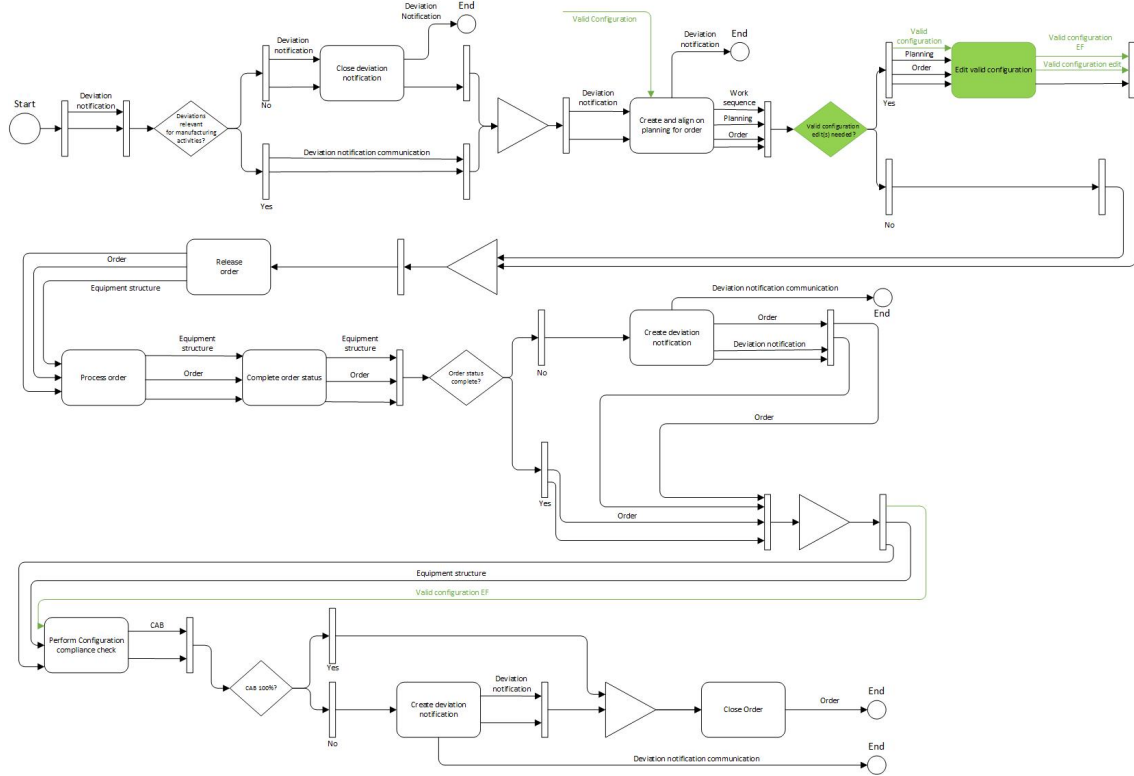 Start
Deviation
notification
Deviations
relevant
for manufacturing
activities?
No
Deviation
notification
Close deviation
notification
Deviation
Notification
End
Yes
Deviation notification communication
Deviation
notification
Valid Configuration
Create and align on
planning for order
Deviation
notification
End
Work
sequence
Planning
Order
Valid configuration
edit(s) needed?
Yes
Valid
configuration
Planning
Order
Edit valid configuration
Valid configuration
EF
Valid configuration edit
No
Release
order
Order
Equipment structure
Process order
Equipment
structure
Order
Complete order status
Equipment
structure
Order
Order status
complete?
No
Create deviation
notification
Deviation notification communication
End
Order
Deviation notification
Order
Yes
Order
Equipment structure
Valid configuration EF
Perform Configuration
compliance check
CAB
CAB 100%?
Yes
No
Create deviation
notification
Deviation
notification
Close Order
Order
End
Deviation notification communication
End